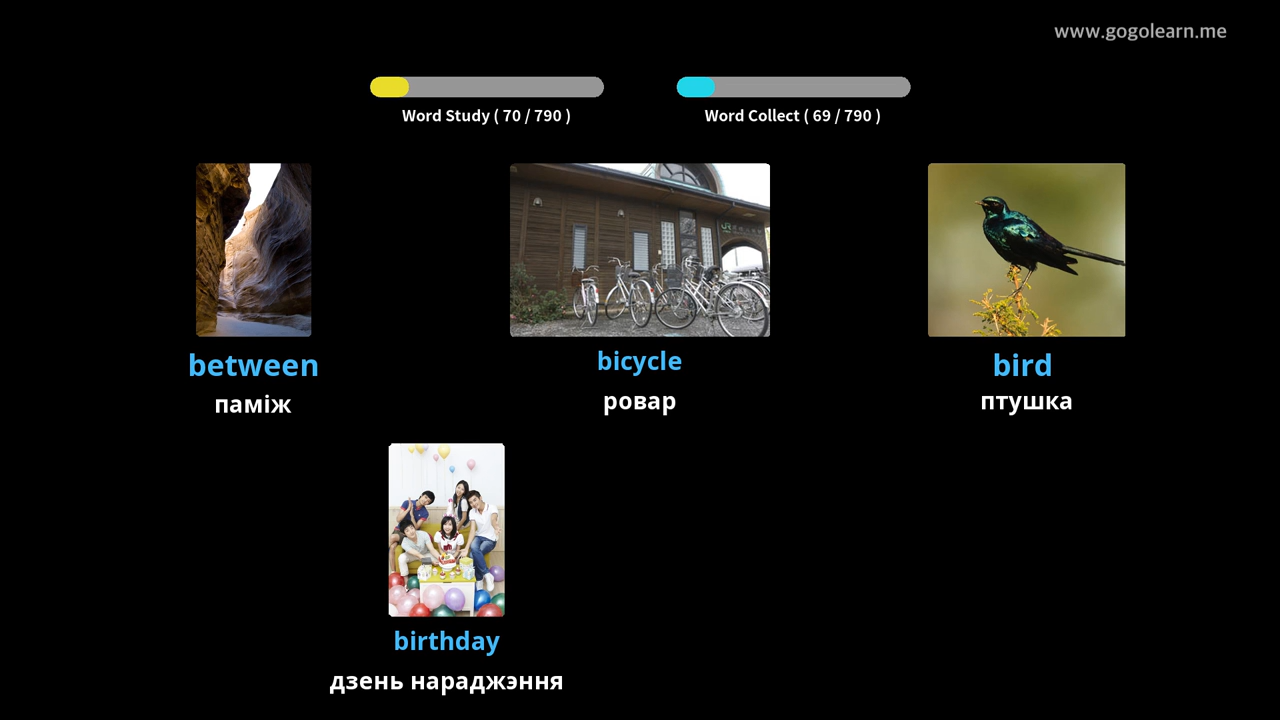 www.gogolearn.me
Word Study ( 70 / 790 )
Word Collect ( 69 / 790 )
between
паміж
bicycle
ровар
bird
птушка
birthday
дзень нараджэння